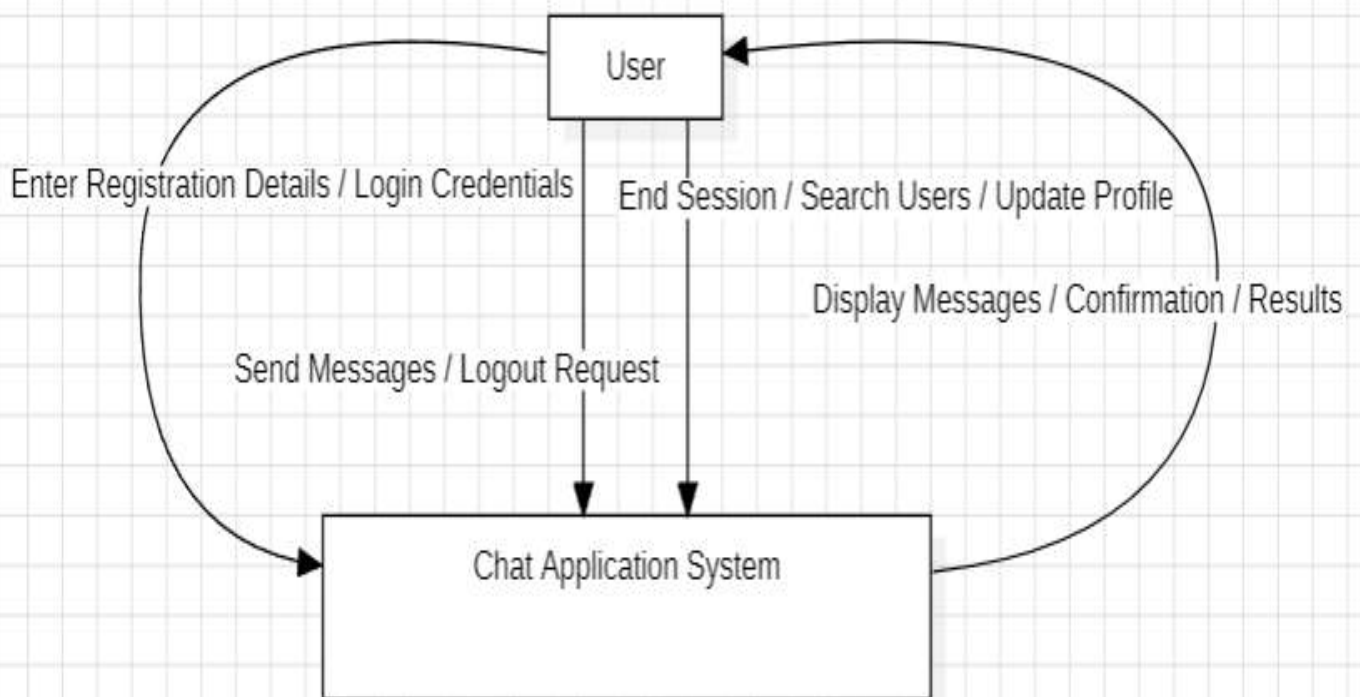 User
Enter Registration Details / Login Credentials
End Session / Search Users / Update Profile
Display Messages / Confirmation / Results
Send Messages / Logout Request
Chat Application System